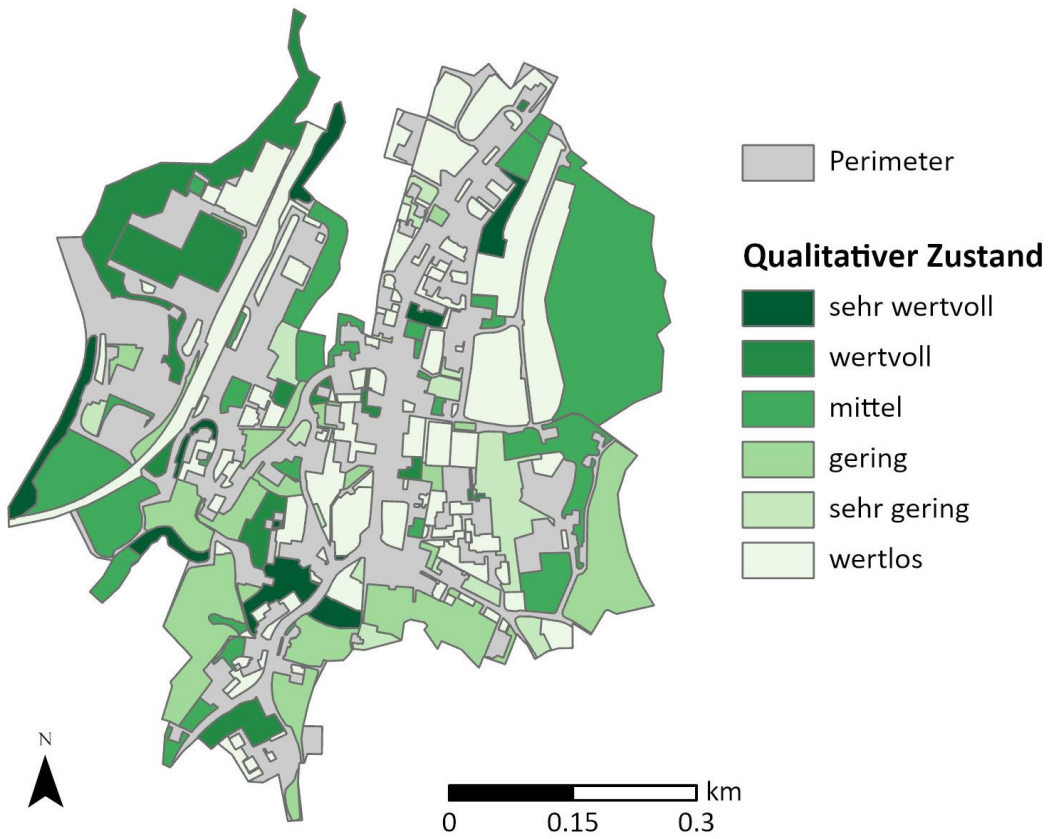 Perimeter
Qualitativer Zustand
sehr wertvoll
wertvoll
mittel
gering
sehr gering
wertlos
N
km
0 0.15 0.3